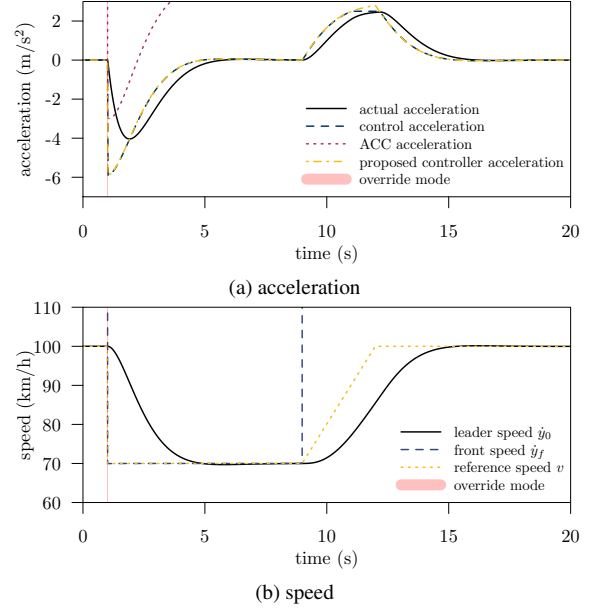 2
0
-2
-4
-6
acceleration (m/s²)
actual acceleration
control acceleration
ACC acceleration
proposed controller acceleration
override mode
0 5 10 15 20
time (s)
(a) acceleration
110
100
90
80
70
60
speed (km/h)
leader speed ẏ₀
front speed ẏ_f
reference speed v
override mode
0 5 10 15 20
time (s)
(b) speed